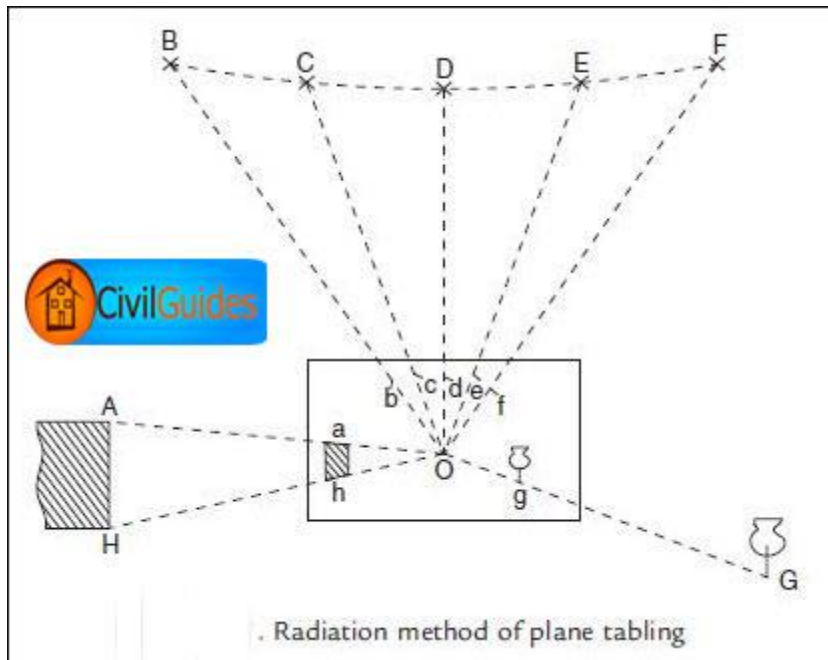 B C D E F
CivilGuides
A
a
b c d e f
O
h
g
H
G
. Radiation method of plane tabling